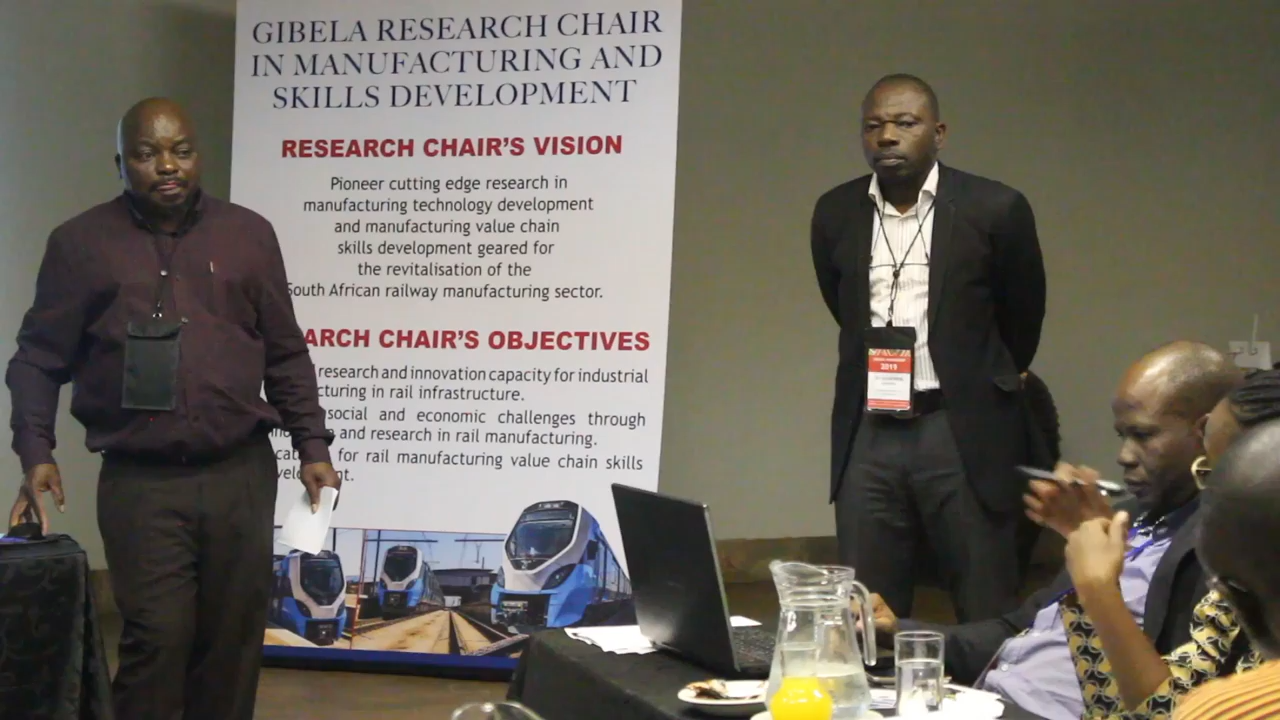 GIBELA RESEARCH CHAIR
IN MANUFACTURING AND
SKILLS DEVELOPMENT
RESEARCH CHAIR'S VISION
Pioneer cutting edge research in
manufacturing technology development
and manufacturing value chain
skills development geared for
the revitalisation of the
South African railway manufacturing sector.
ARCH CHAIR'S OBJECTIVES
research and innovation capacity for industrial
cturing in rail infrastructure.
social and economic challenges through
and research in rail manufacturing.
for rail manufacturing value chain skills
2019